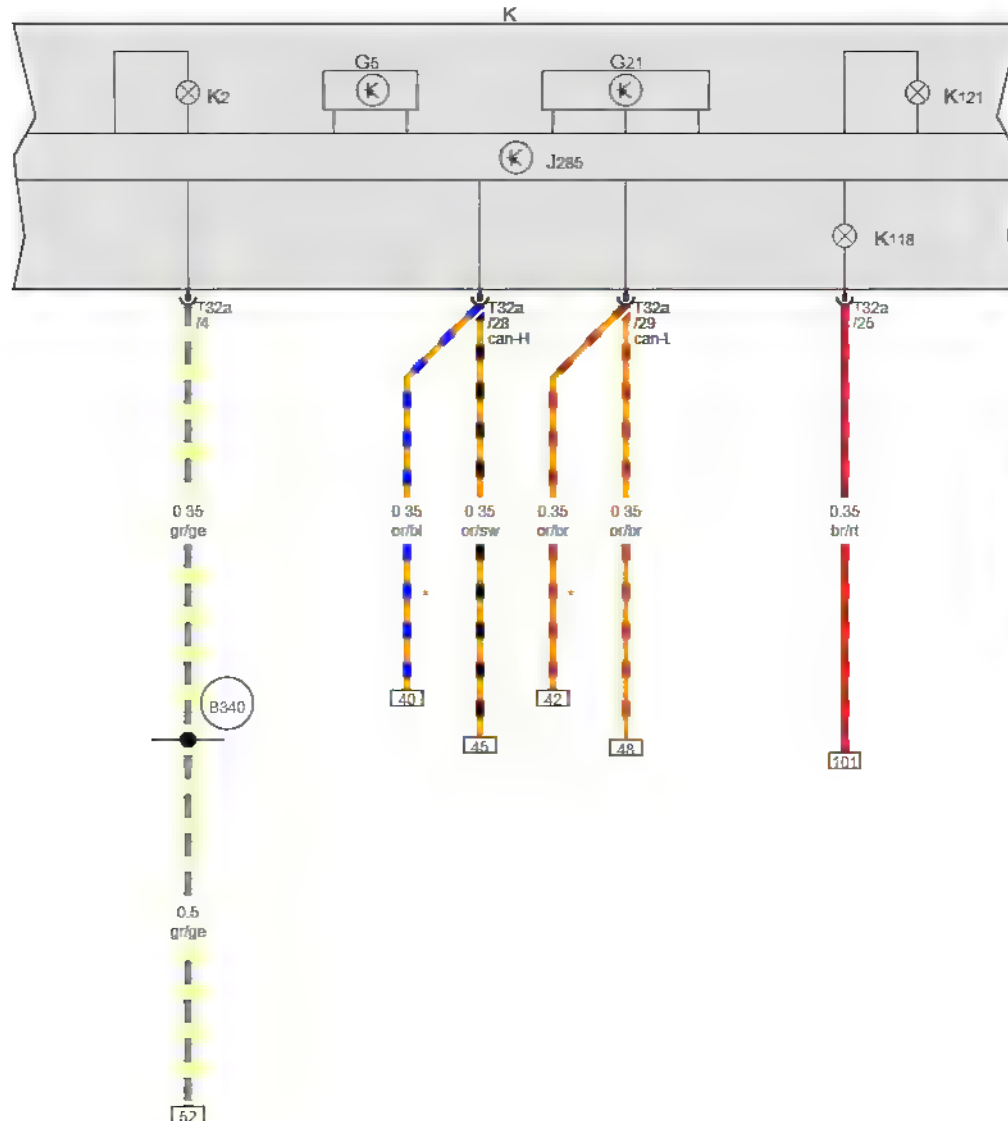 K
G5
G21
K2
K121
J285
K118
T32a
/4
T32a
/28
can-H
T32a
/29
can-L
T32a
/25
0.35
gr/ge
0.35
or/bl
0.35
or/sw
0.35
or/br
0.35
or/br
0.35
br/rt
*
*
B340
40
42
45
48
101
0.5
gr/ge
52